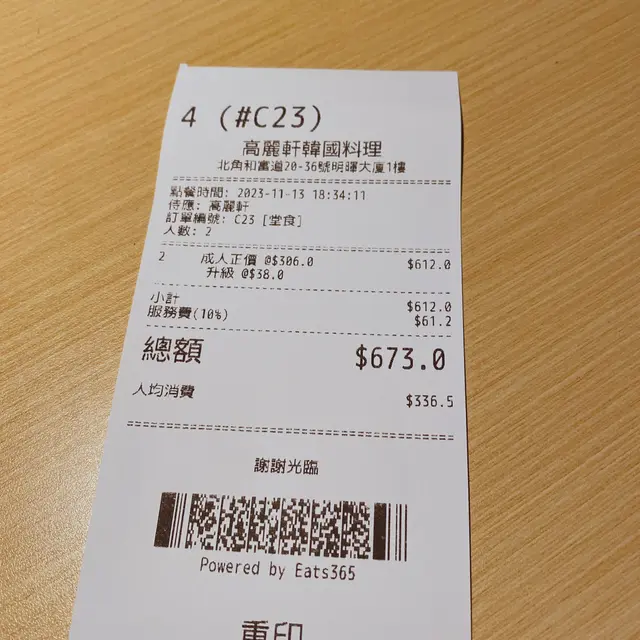 4 (#C23)
高麗軒韓國料理
北角和富道20-36號明暉大廈1樓
點餐時間: 2023-11-13 18:34:11
侍應: 高麗軒
訂單編號: C23 [堂食]
人數: 2
2 成人正價 @$306.0 $612.0
升級 @$38.0
小計 $612.0
服務費(10%) $61.2
總額 $673.0
人均消費 $336.5
謝謝光臨
Powered by Eats365
重印